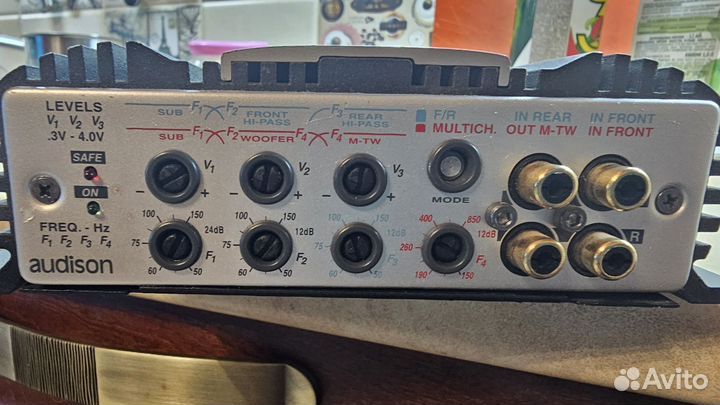 LEVELS
V1 V2 V3
.3V - 4.0V
SAFE
ON
FREQ. - Hz
F1 F2 F3 F4
audison
SUB F1 F2 FRONT HI-PASS F3 REAR HI-PASS
SUB F1 F2 WOOFER F4 F4 M-TW
F/R
MULTICH.
IN REAR IN FRONT
OUT M-TW IN FRONT
- + V1
- + V2
- + V3
MODE
100 150
75 24dB
60 50 F1
100 150
75 12dB
60 50 F2
100 150
75 12dB
60 50 F3
400 850
260 12dB
190 150 F4
R
Avito